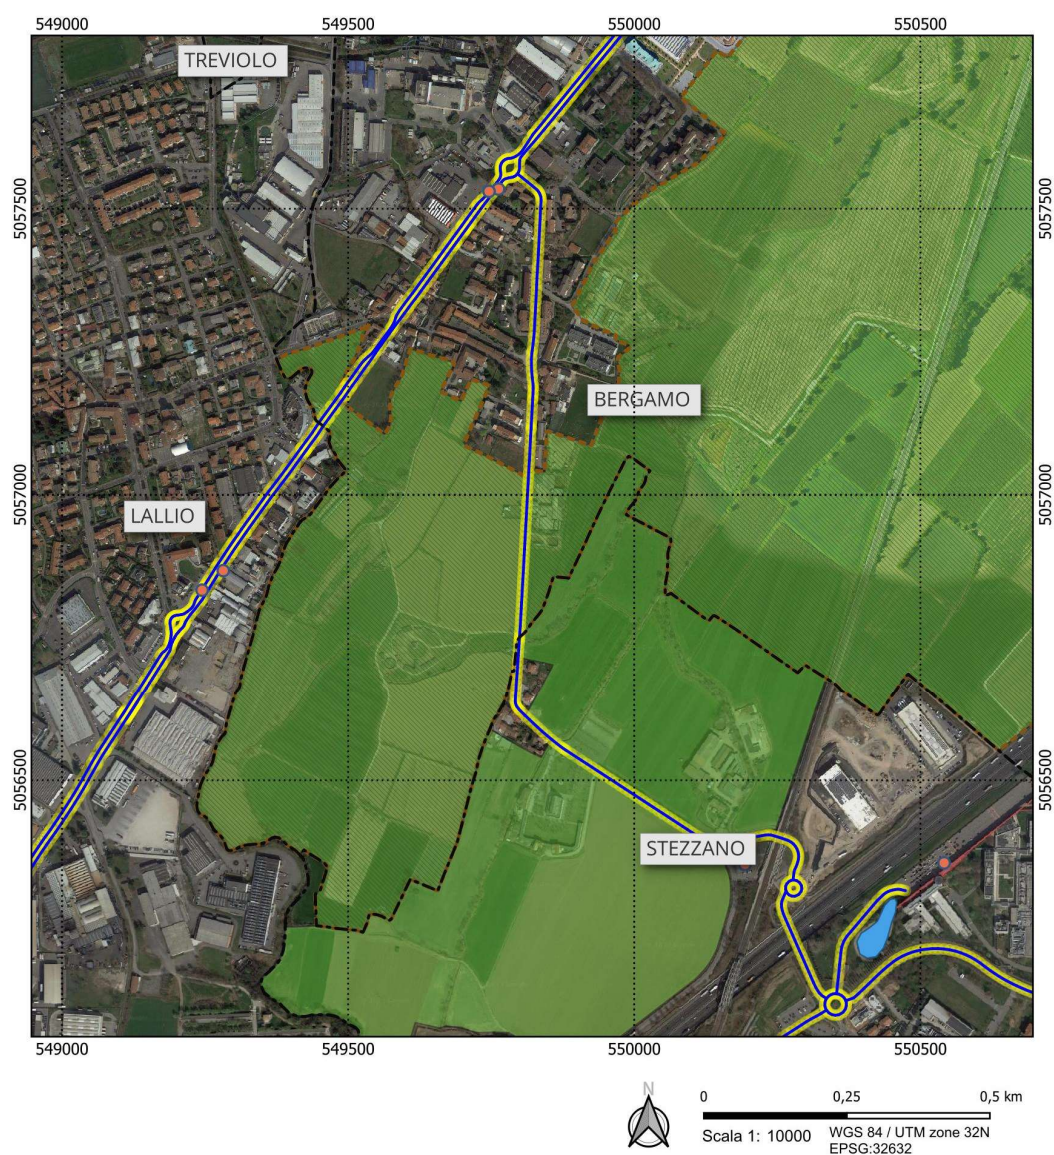 549000 549500 550000 550500
TREVIOLO
5057500 5057500
BERGAMO
5057000 5057000
LALLIO
5056500 5056500
STEZZANO
549000 549500 550000 550500
N
0 0,25 0,5 km
Scala 1: 10000
WGS 84 / UTM zone 32N
EPSG:32632